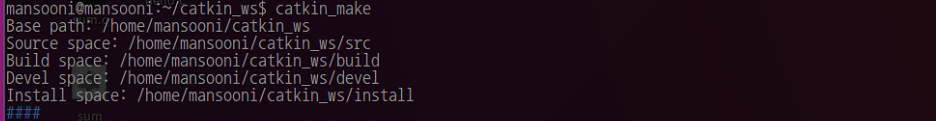 mansooni@mansooni:~/catkin_ws$ catkin_make
Base path: /home/mansooni/catkin_ws
Source space: /home/mansooni/catkin_ws/src
Build space: /home/mansooni/catkin_ws/build
Devel space: /home/mansooni/catkin_ws/devel
Install space: /home/mansooni/catkin_ws/install
####
sum